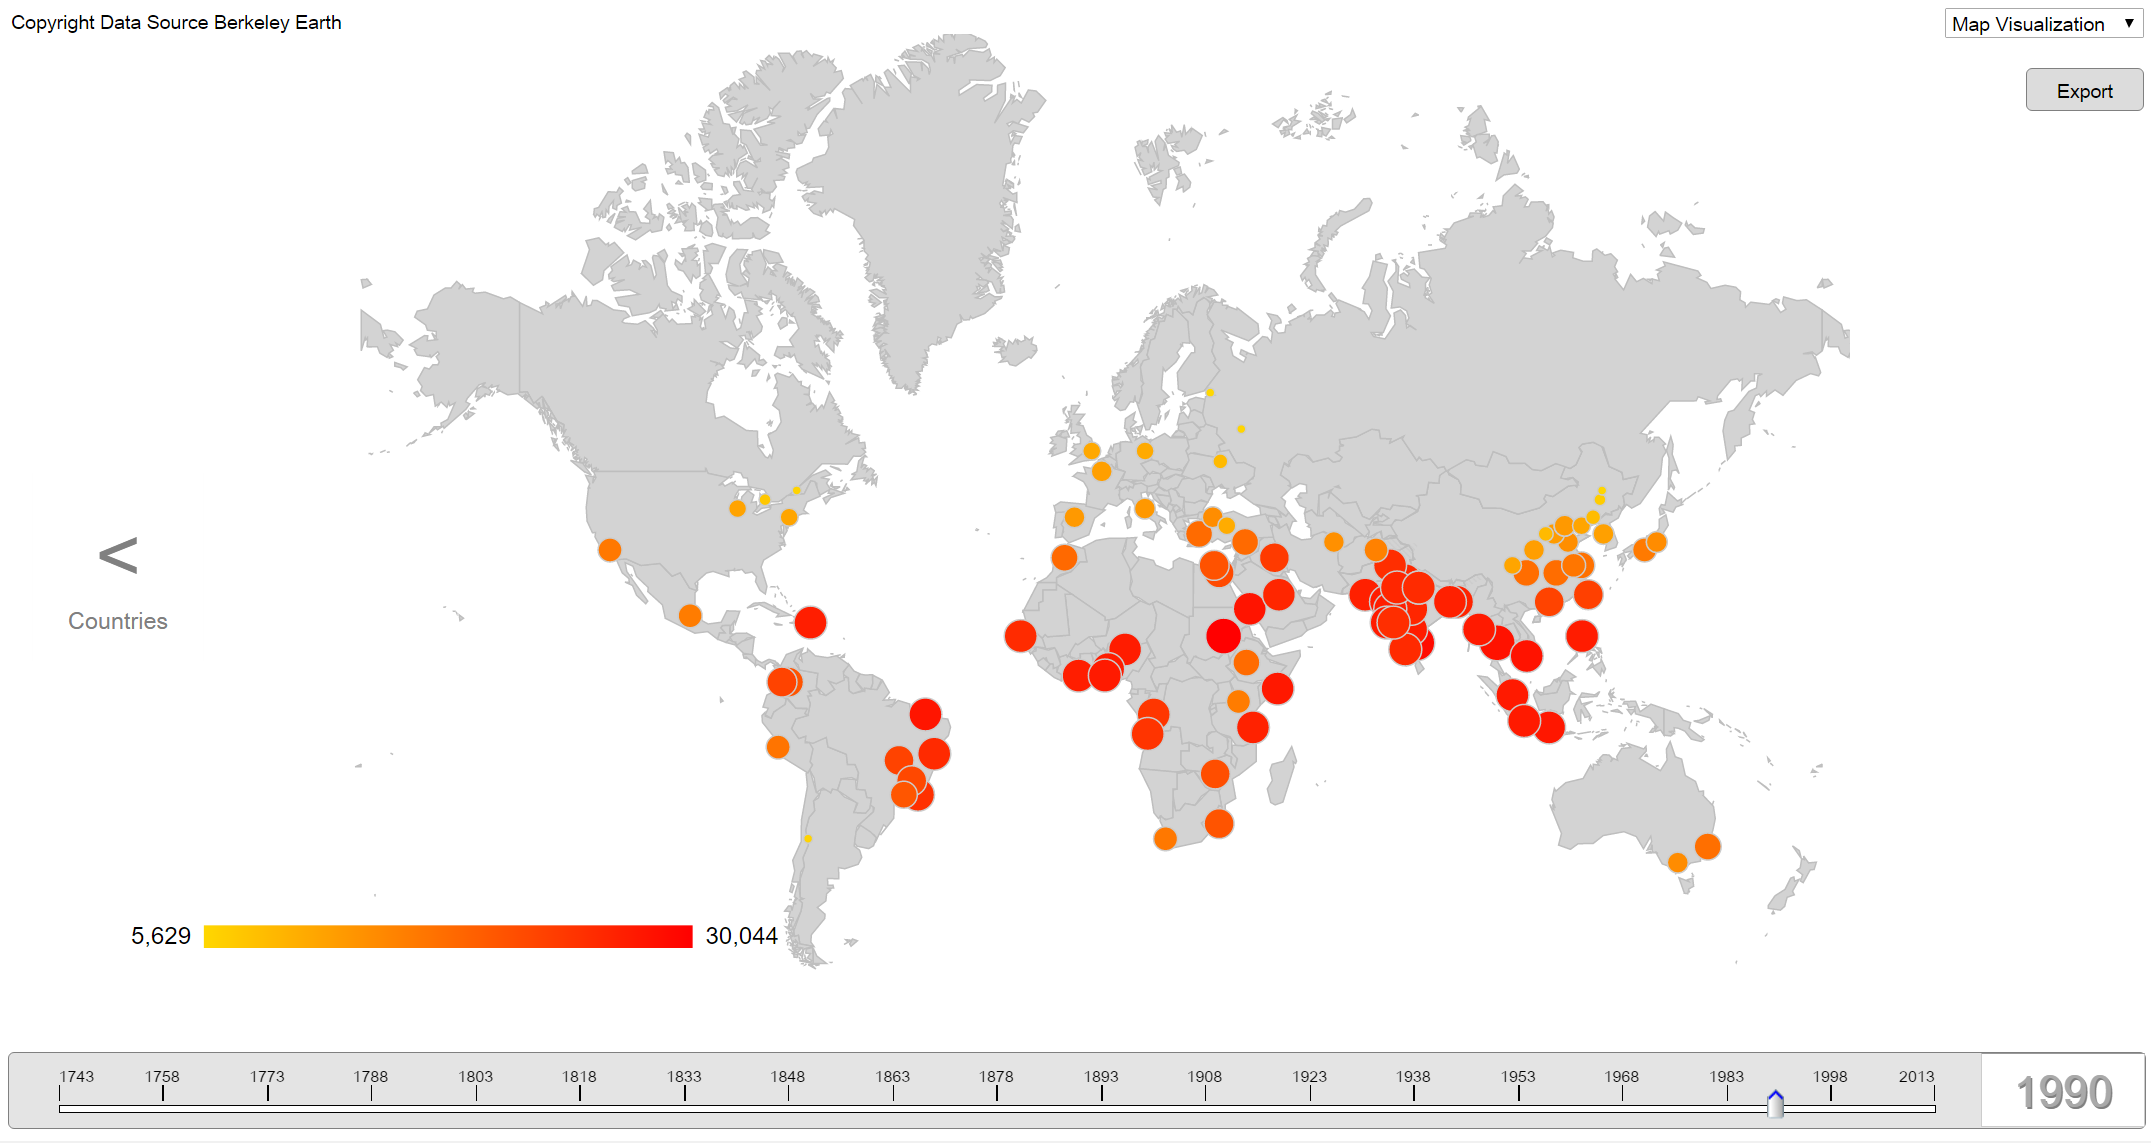 Copyright Data Source Berkeley Earth
Map Visualization
Export
<
Countries
5,629
30,044
1743 1758 1773 1788 1803 1818 1833 1848 1863 1878 1893 1908 1923 1938 1953 1968 1983 1998 2013
1990